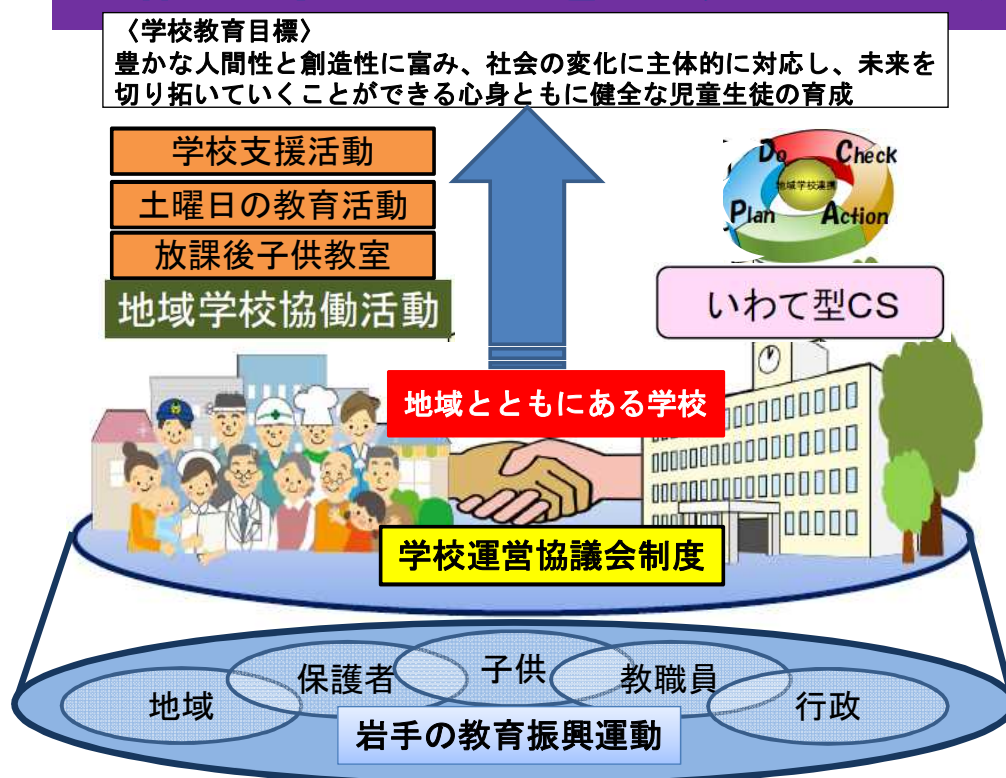 〈学校教育目標〉
豊かな人間性と創造性に富み、社会の変化に主体的に対応し、未来を
切り拓いていくことができる心身ともに健全な児童生徒の育成
学校支援活動
土曜日の教育活動
放課後子供教室
地域学校協働活動
Do
Check
地域学校連携
Plan
Action
いわて型CS
地域とともにある学校
学校運営協議会制度
地域
保護者
子供
教職員
行政
岩手の教育振興運動